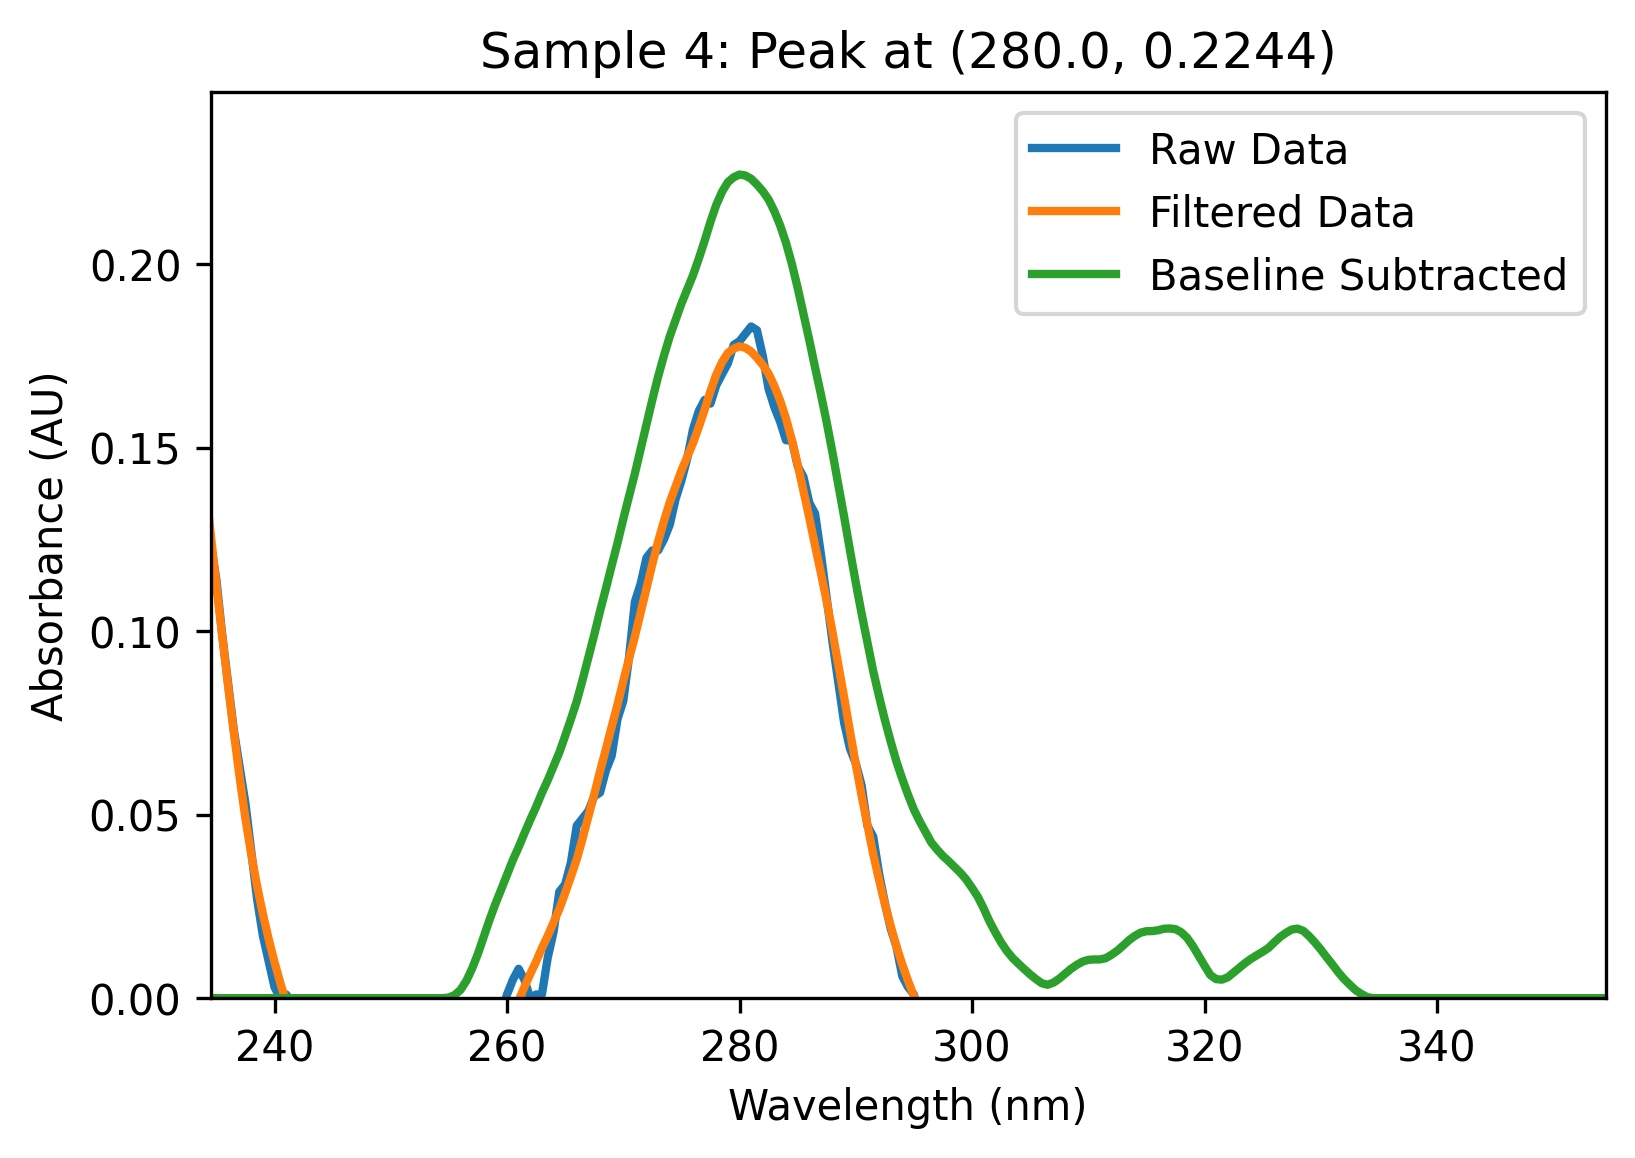 Sample 4: Peak at (280.0, 0.2244)
Raw Data
Filtered Data
Baseline Subtracted
Absorbance (AU)
0.20
0.15
0.10
0.05
0.00
240 260 280 300 320 340
Wavelength (nm)